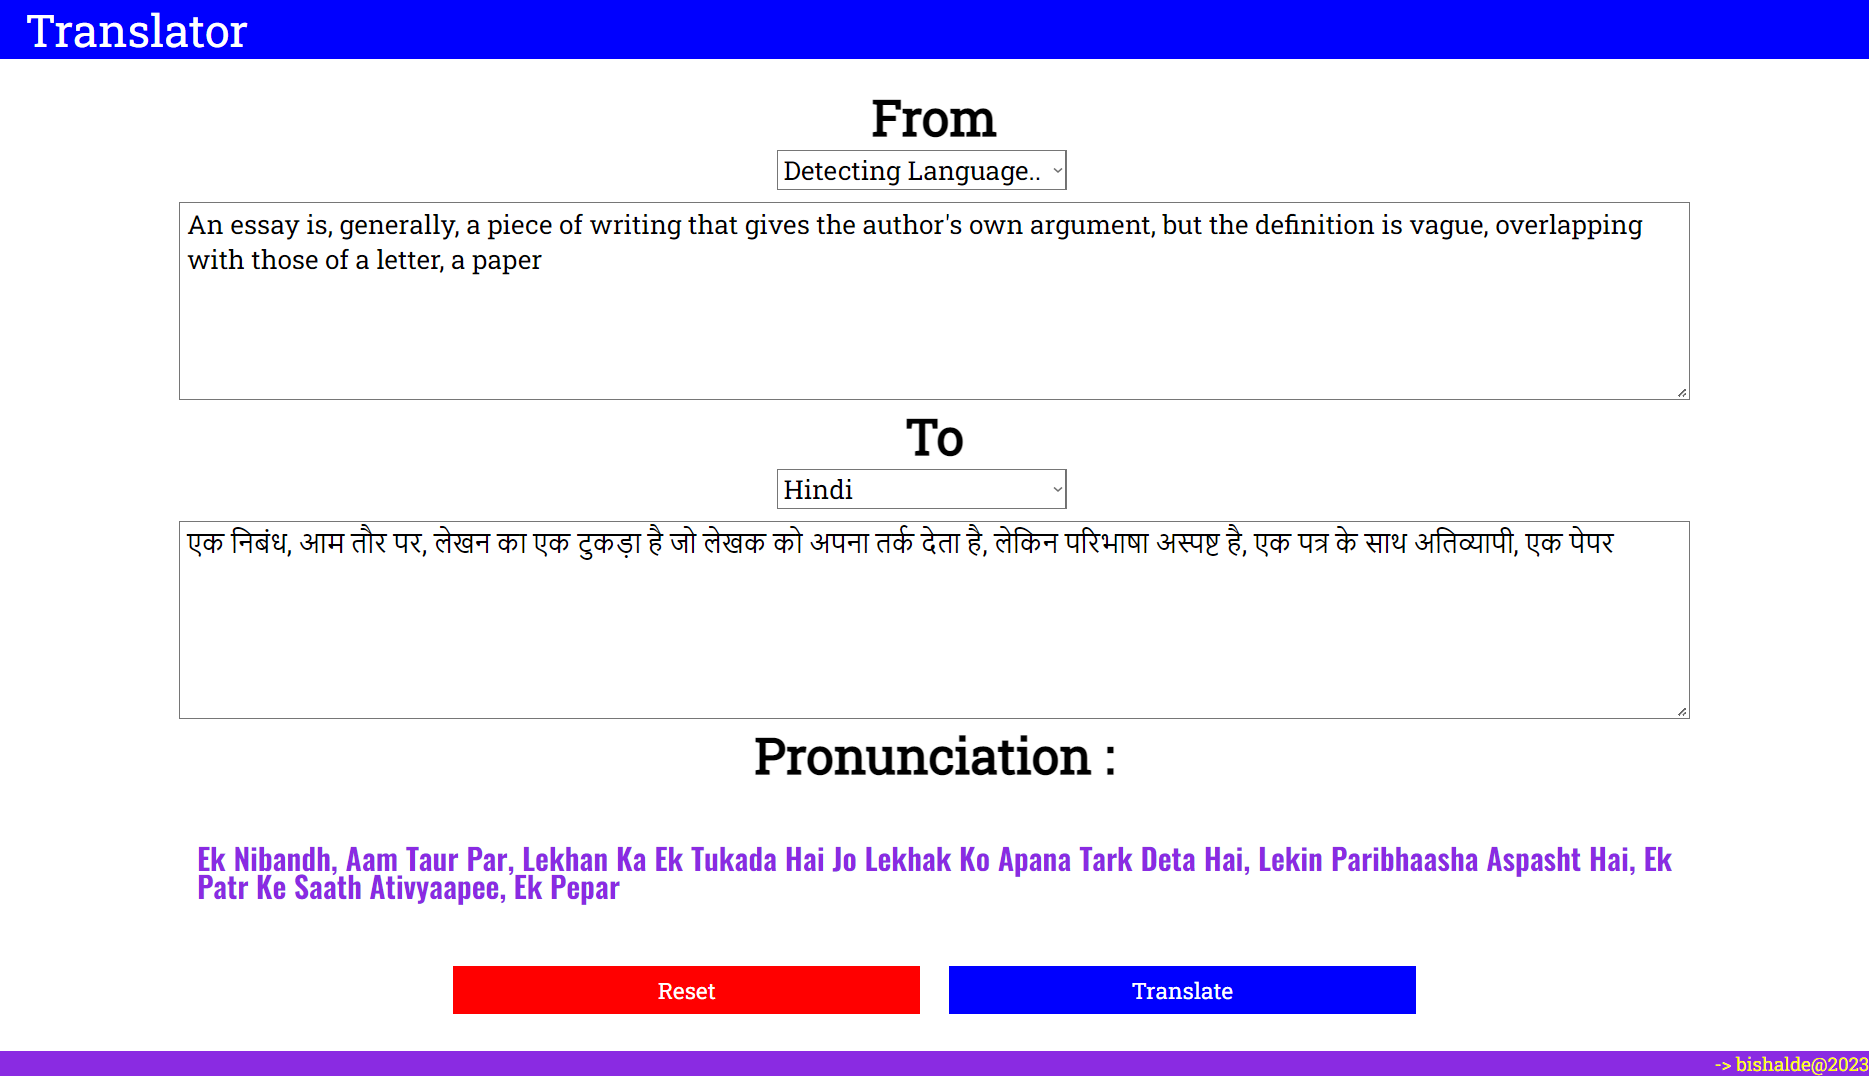 Translator
From
Detecting Language..
An essay is, generally, a piece of writing that gives the author's own argument, but the definition is vague, overlapping
with those of a letter, a paper
To
Hindi
एक निबंध, आम तौर पर, लेखन का एक टुकड़ा है जो लेखक को अपना तर्क देता है, लेकिन परिभाषा अस्पष्ट है, एक पत्र के साथ अतिव्यापी, एक पेपर
Pronunciation :
Ek Nibandh, Aam Taur Par, Lekhan Ka Ek Tukada Hai Jo Lekhak Ko Apana Tark Deta Hai, Lekin Paribhaasha Aspasht Hai, Ek
Patr Ke Saath Ativyaapee, Ek Pepar
Reset
Translate
-> bishalde@2023